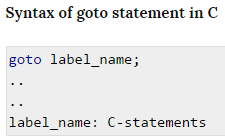 Syntax of goto statement in C
goto label_name;
..
..
label_name: C-statements